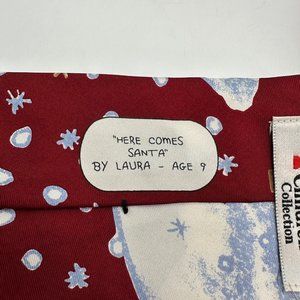 "HERE COMES
SANTA"
BY LAURA - AGE 9
Collection